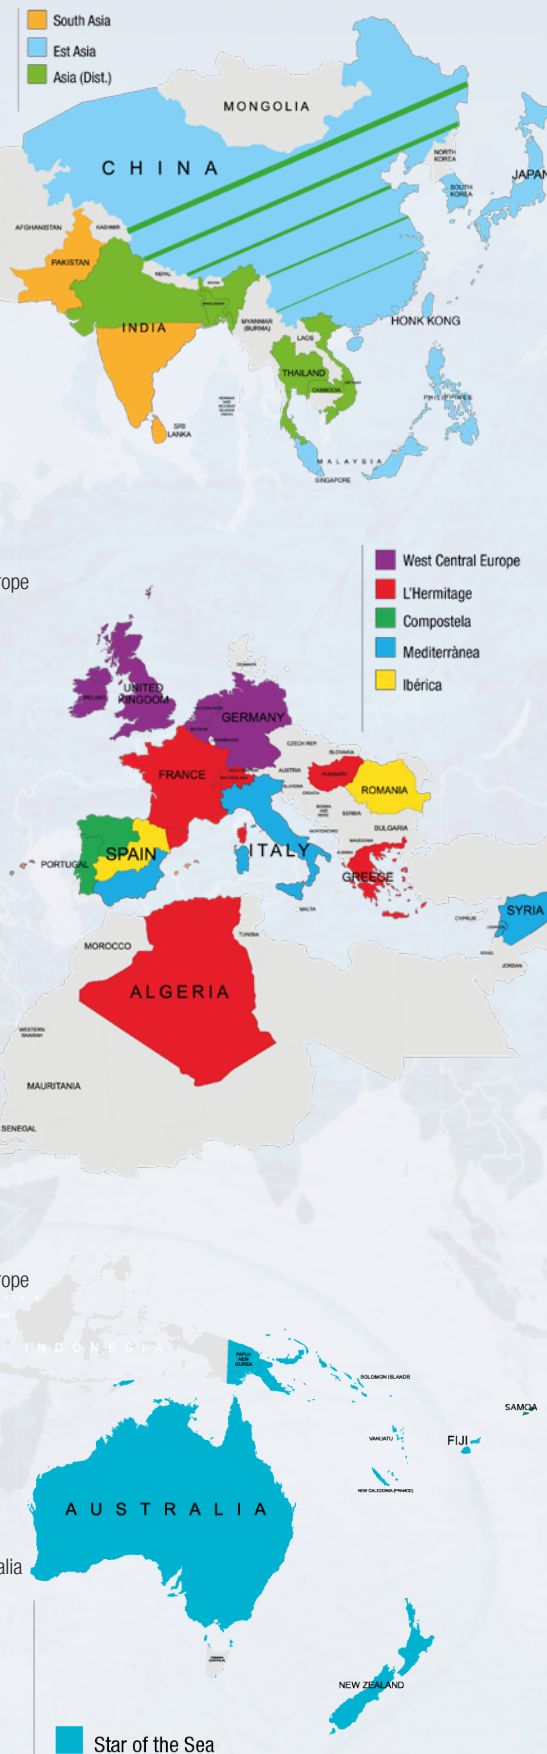 South Asia
Est Asia
Asia (Dist.)
MONGOLIA
CHINA
NORTH
KOREA
SOUTH
KOREA
JAPAN
AFGHANISTAN
KASHMIR
PAKISTAN
NEPAL
INDIA
MYANMAR
(BURMA)
LAOS
HONK KONG
THAILAND
CAMBODIA
PHILIPPINES
SRI
LANKA
MALAYSIA
SINGAPORE
rope
West Central Europe
L'Hermitage
Compostela
Mediterrànea
Ibérica
IRELAND
UNITED
KINGDOM
GERMANY
CZECH REP.
SLOVAKIA
FRANCE
AUSTRIA
HUNGARY
ROMANIA
SLOVENIA
CROATIA
SERBIA
BULGARIA
MONTENEGRO
PORTUGAL
SPAIN
ITALY
GREECE
MALTA
CYPRUS
SYRIA
ISRAEL
JORDAN
MOROCCO
TUNISIA
ALGERIA
WESTERN
SAHARAH
MAURITANIA
SENEGAL
rope
INDONESIA
PAPUA
NEW
GUINEA
SOLOMON ISLANDS
SAMOA
VANUATU
FIJI
NEW CALEDONIA (FRANCE)
AUSTRALIA
alia
NEW ZEALAND
Star of the Sea